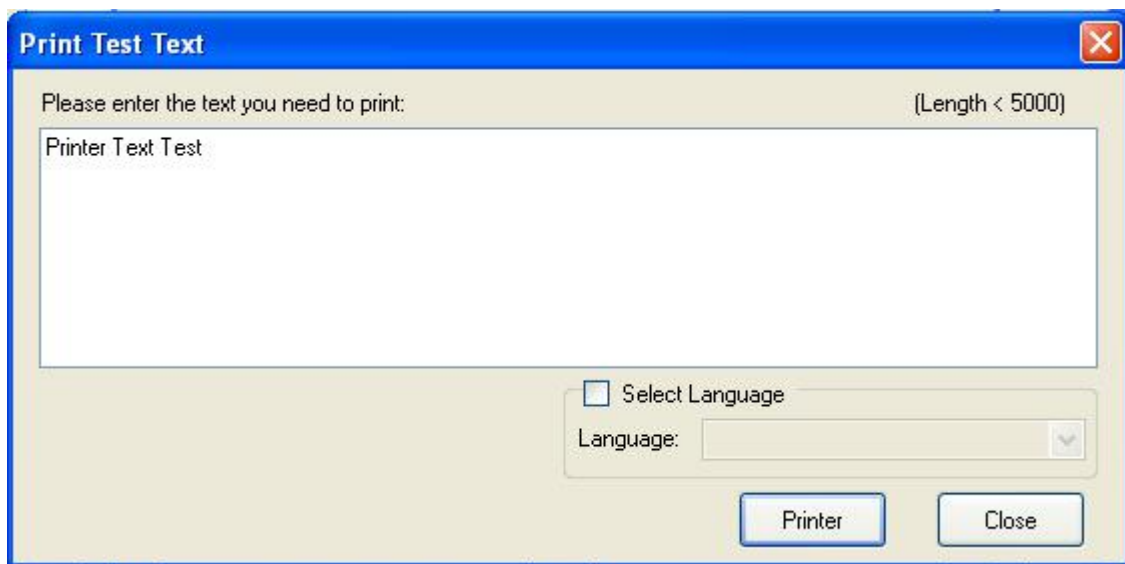 Print Test Text
Please enter the text you need to print: (Length < 5000)
Printer Text Test
Select Language
Language:
Printer Close